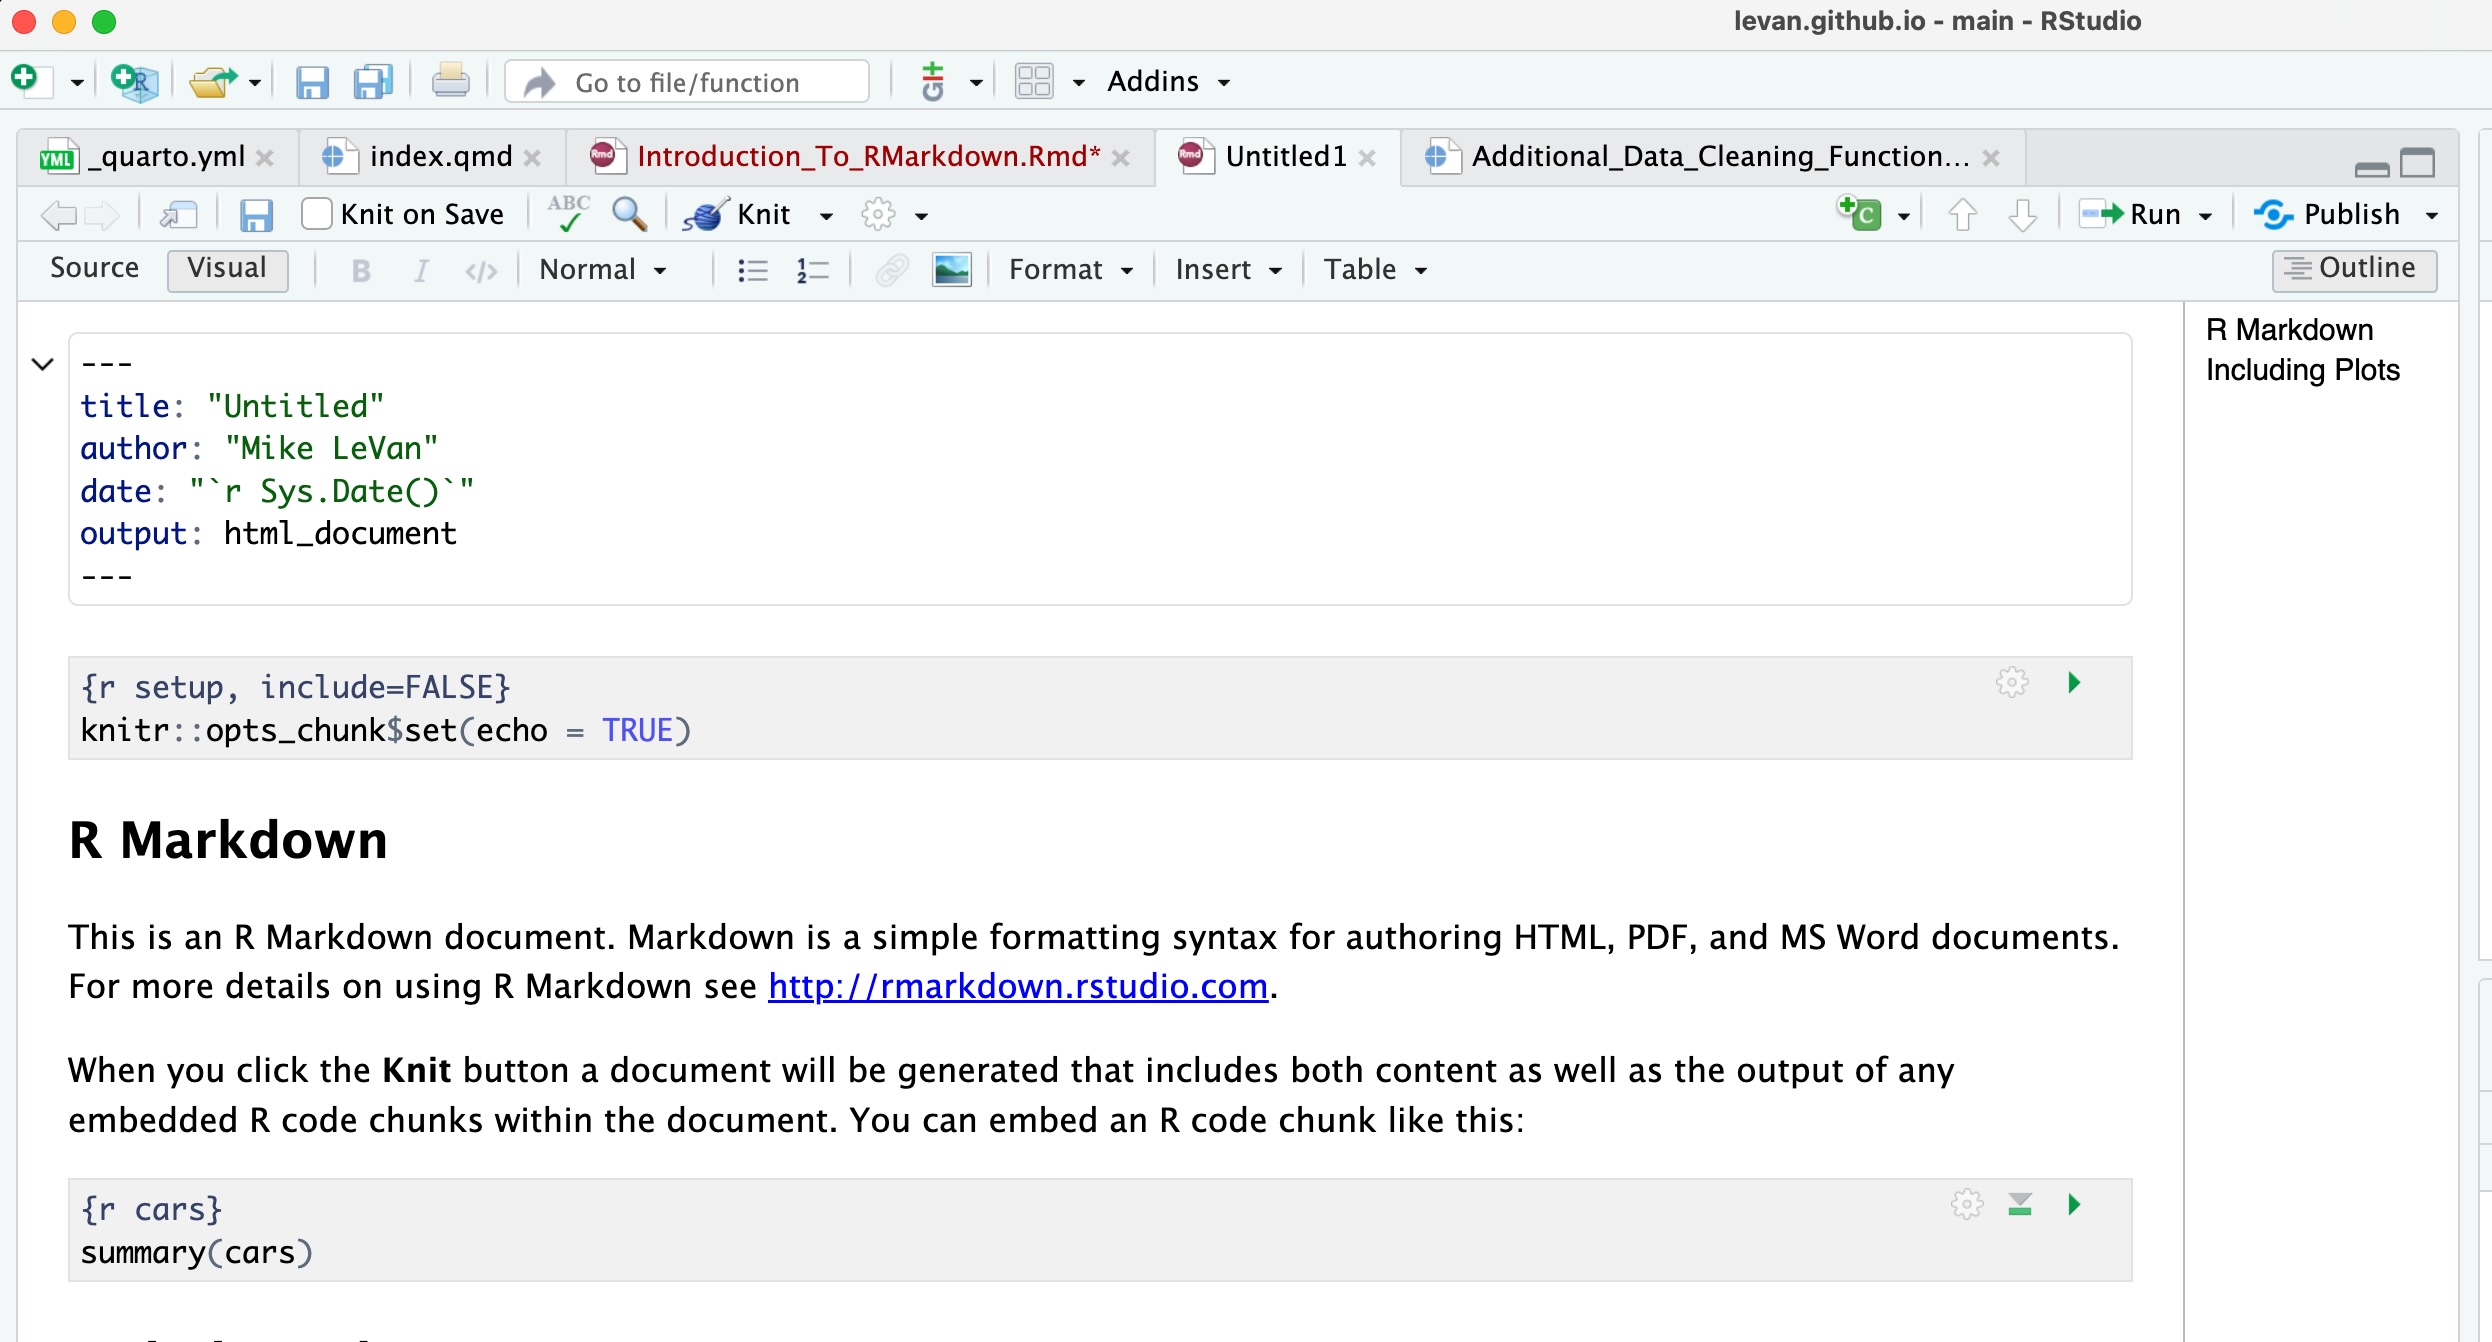 levan.github.io - main - RStudio
Go to file/function Addins
_quarto.yml index.qmd Introduction_To_RMarkdown.Rmd* Untitled1 Additional_Data_Cleaning_Function...
Knit on Save ABC Knit Run Publish
Source Visual B I </> Normal Format Insert Table Outline
---
title: "Untitled"
author: "Mike LeVan"
date: "`r Sys.Date()`"
output: html_document
---
{r setup, include=FALSE}
knitr::opts_chunk$set(echo = TRUE)
R Markdown
This is an R Markdown document. Markdown is a simple formatting syntax for authoring HTML, PDF, and MS Word documents.
For more details on using R Markdown see http://rmarkdown.rstudio.com.
When you click the Knit button a document will be generated that includes both content as well as the output of any
embedded R code chunks within the document. You can embed an R code chunk like this:
{r cars}
summary(cars)
R Markdown
Including Plots